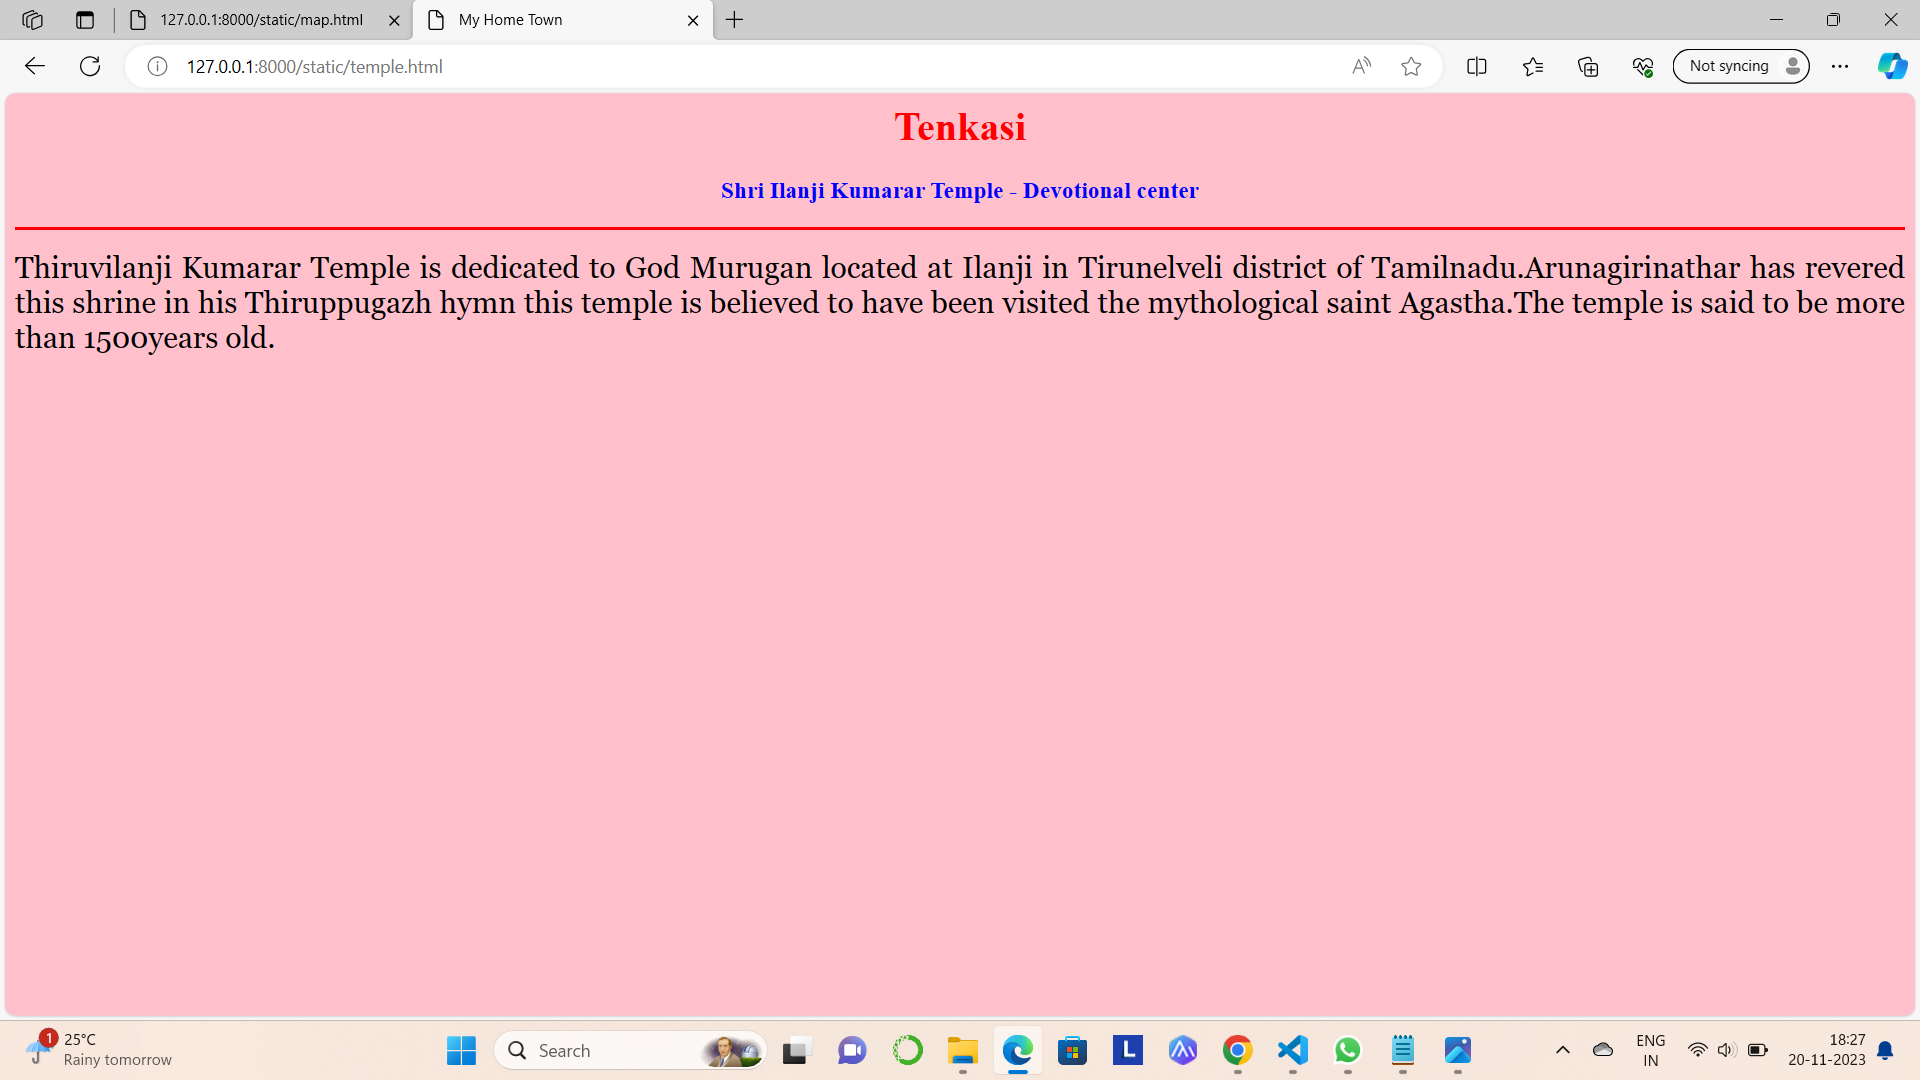 127.0.0.1:8000/static/map.html
My Home Town
127.0.0.1:8000/static/temple.html
Not syncing
Tenkasi
Shri Ilanji Kumarar Temple - Devotional center
Thiruvilanji Kumarar Temple is dedicated to God Murugan located at Ilanji in Tirunelveli district of Tamilnadu.Arunagirinathar has revered
this shrine in his Thiruppugazh hymn this temple is believed to have been visited the mythological saint Agastha.The temple is said to be more
than 1500years old.
1
25°C
Rainy tomorrow
Search
L
ENG
IN
18:27
20-11-2023